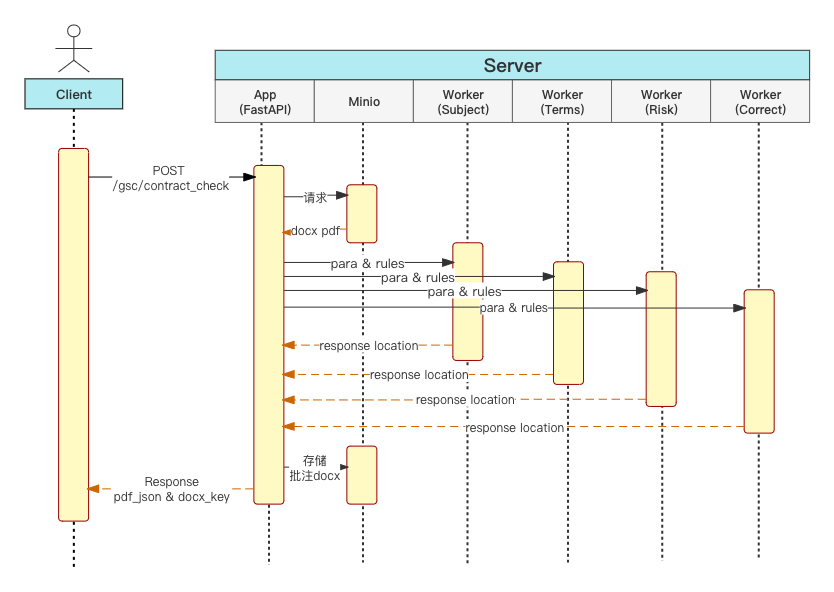 Server
Client
App
(FastAPI)
Minio
Worker
(Subject)
Worker
(Terms)
Worker
(Risk)
Worker
(Correct)
POST
/gsc/contract_check
请求
docx pdf
para & rules
para & rules
para & rules
para & rules
response location
response location
response location
response location
存储
批注docx
Response
pdf_json & docx_key